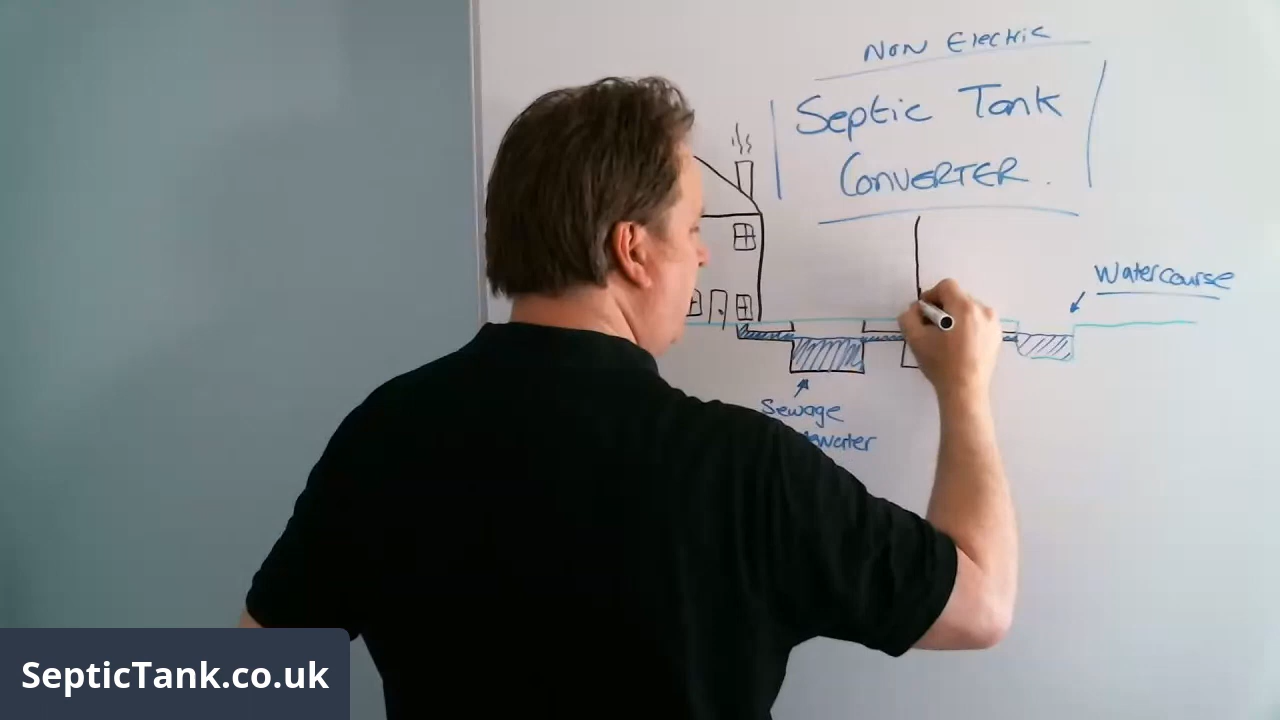 Non Electric
Septic Tank
Converter.
Watercourse
Sewage
SepticTank.co.uk